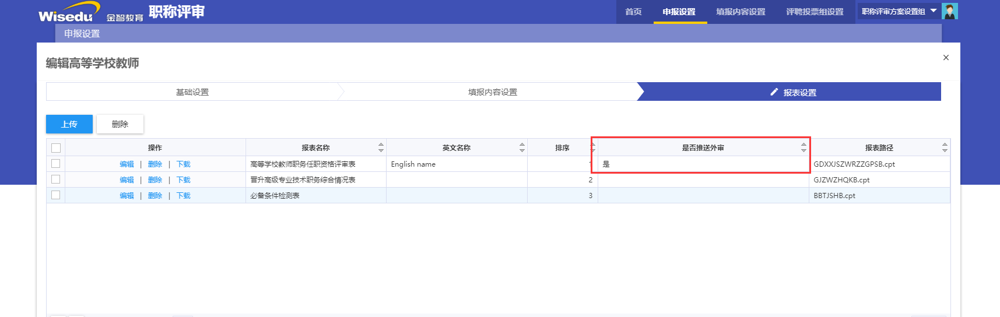 Wisedu 金智教育 职称评审 首页 申报设置 填报内容设置 评聘投票组设置 职称评审方案设置组
申报设置
编辑高等学校教师 ×
基础设置 填报内容设置 报表设置
上传 删除
操作 报表名称 英文名称 排序 是否推送外审 报表路径
编辑 | 删除 | 下载 高等学校教师职务任职资格评审表 English name 1 是 GDXXJSZWRZZGPSB.cpt
编辑 | 删除 | 下载 晋升高级专业技术职务综合情况表 2 GJZWZHQKB.cpt
编辑 | 删除 | 下载 必备条件检测表 3 BBTJSHB.cpt